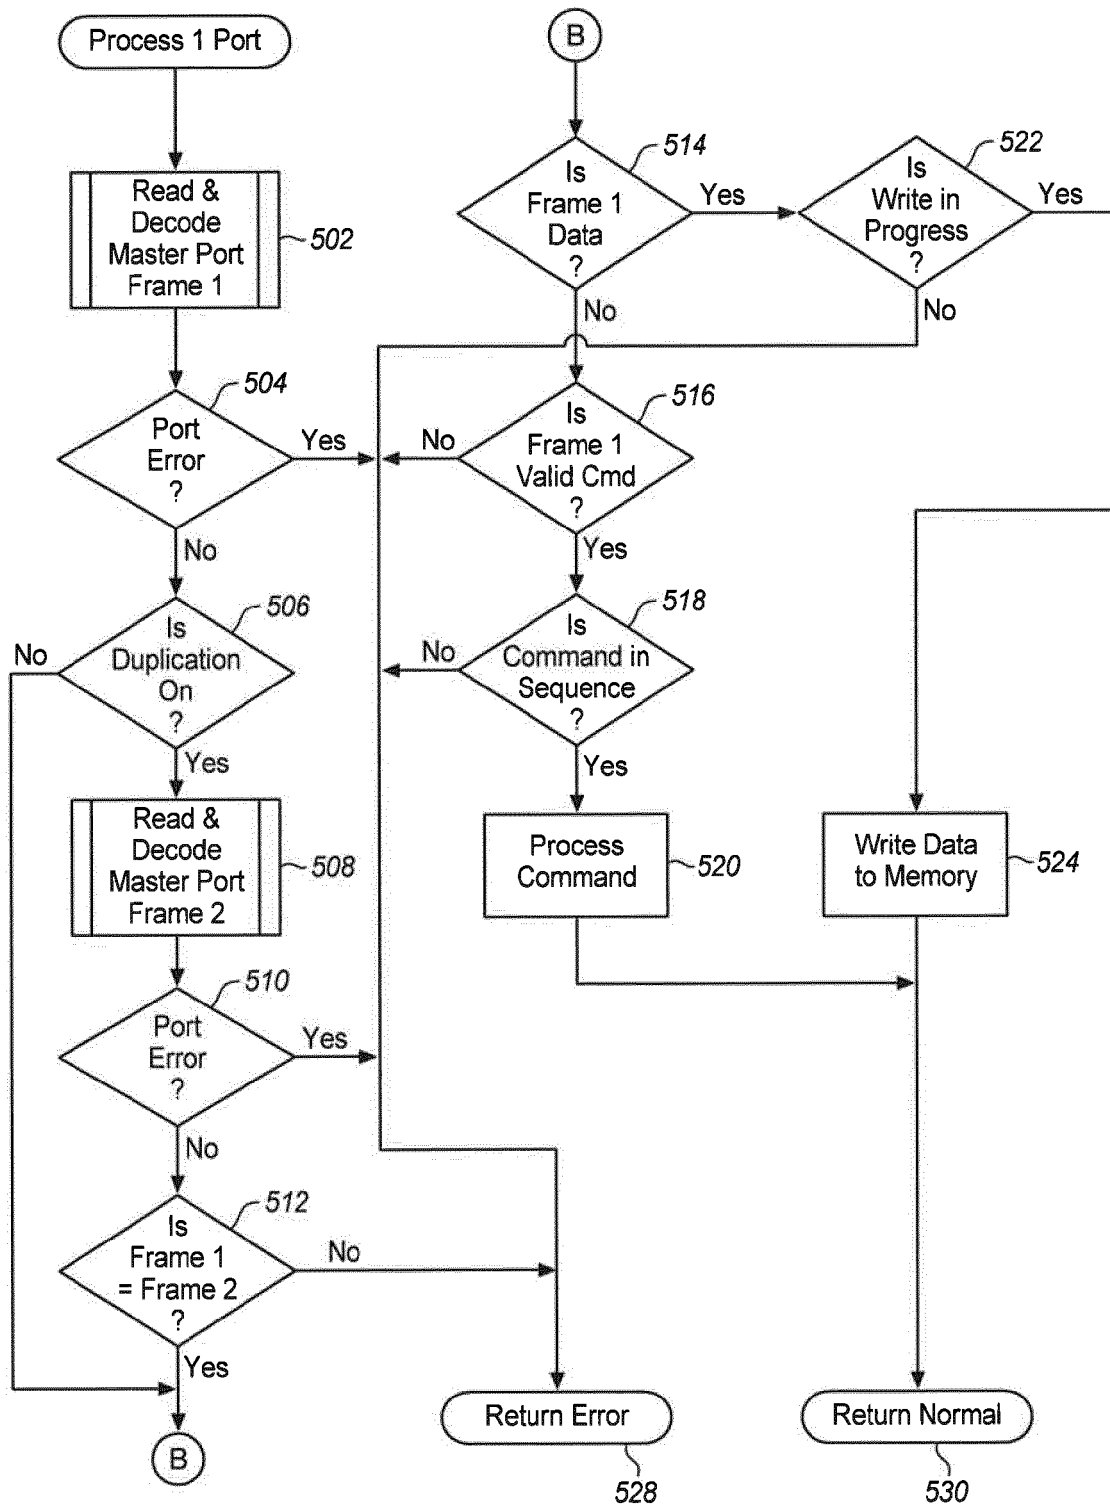 Process 1 Port
Read &
Decode
Master Port
Frame 1
502
504
Port
Error
?
Yes
No
506
Is
Duplication
On
?
No
Yes
Read &
Decode
Master Port
Frame 2
508
510
Port
Error
?
Yes
No
512
Is
Frame 1
= Frame 2
?
No
Yes
B
B
514
Is
Frame 1
Data
?
Yes
No
522
Is
Write in
Progress
?
Yes
No
516
Is
Frame 1
Valid Cmd
?
No
Yes
518
Is
Command in
Sequence
?
No
Yes
Process
Command
520
Write Data
to Memory
524
Return Error
528
Return Normal
530